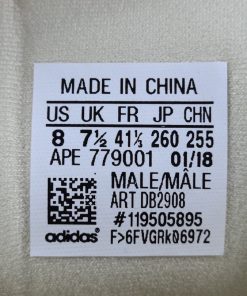 MADE IN CHINA
US UK FR JP CHN
8 7½ 41⅓ 260 255
APE 779001 01/18
MALE/MÂLE
ART DB2908
#119505895
adidas® F>6FVGRk06972